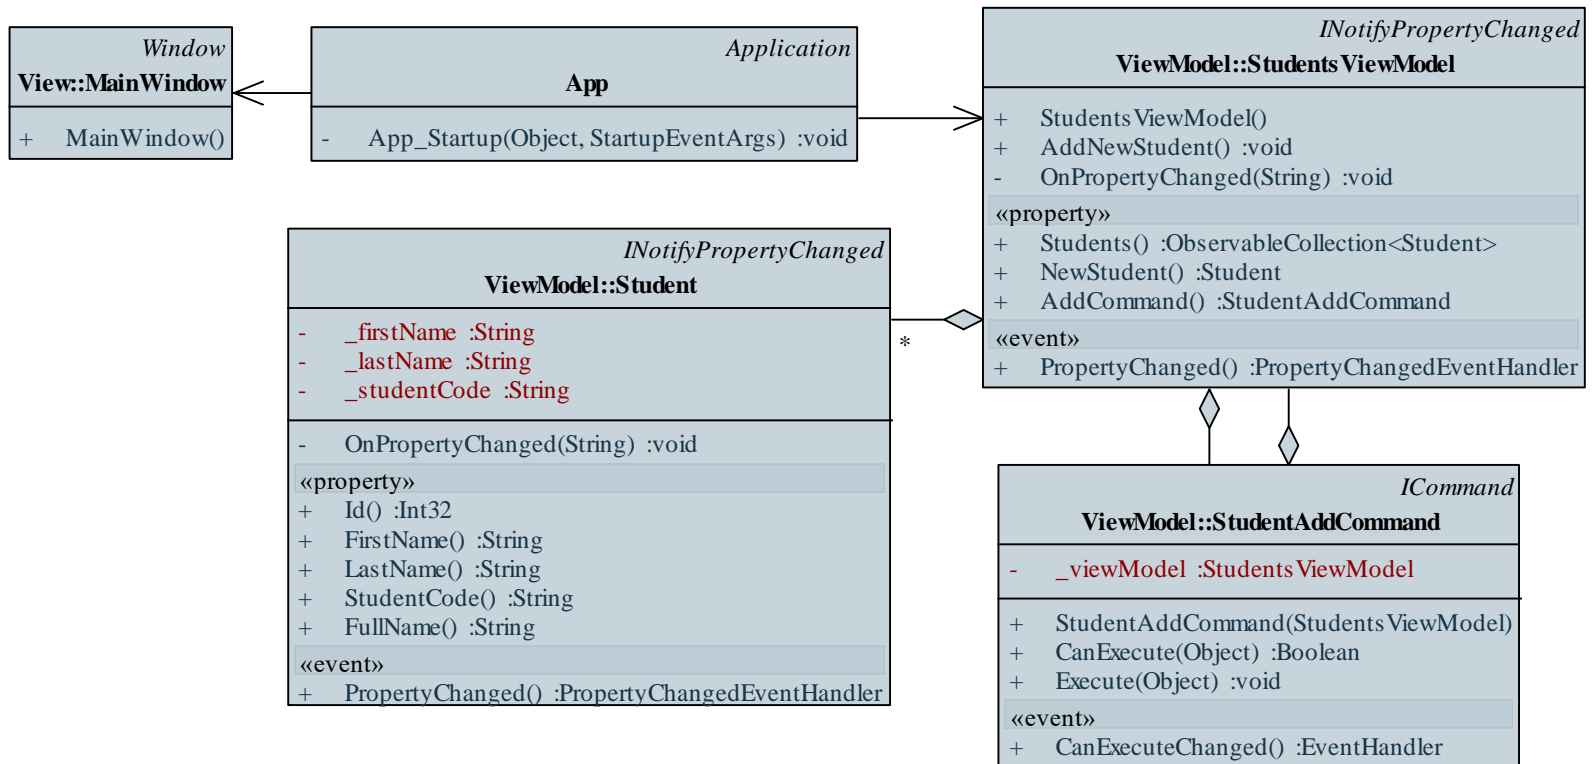 Window
View::MainWindow
+ MainWindow()
Application
App
- App_Startup(Object, StartupEventArgs) :void
INotifyPropertyChanged
ViewModel::StudentsViewModel
+ StudentsViewModel()
+ AddNewStudent() :void
- OnPropertyChanged(String) :void
«property»
+ Students() :ObservableCollection<Student>
+ NewStudent() :Student
+ AddCommand() :StudentAddCommand
«event»
+ PropertyChanged() :PropertyChangedEventHandler
INotifyPropertyChanged
ViewModel::Student
- _firstName :String
- _lastName :String
- _studentCode :String
- OnPropertyChanged(String) :void
«property»
+ Id() :Int32
+ FirstName() :String
+ LastName() :String
+ StudentCode() :String
+ FullName() :String
«event»
+ PropertyChanged() :PropertyChangedEventHandler
*
ICommand
ViewModel::StudentAddCommand
- _viewModel :StudentsViewModel
+ StudentAddCommand(StudentsViewModel)
+ CanExecute(Object) :Boolean
+ Execute(Object) :void
«event»
+ CanExecuteChanged() :EventHandler